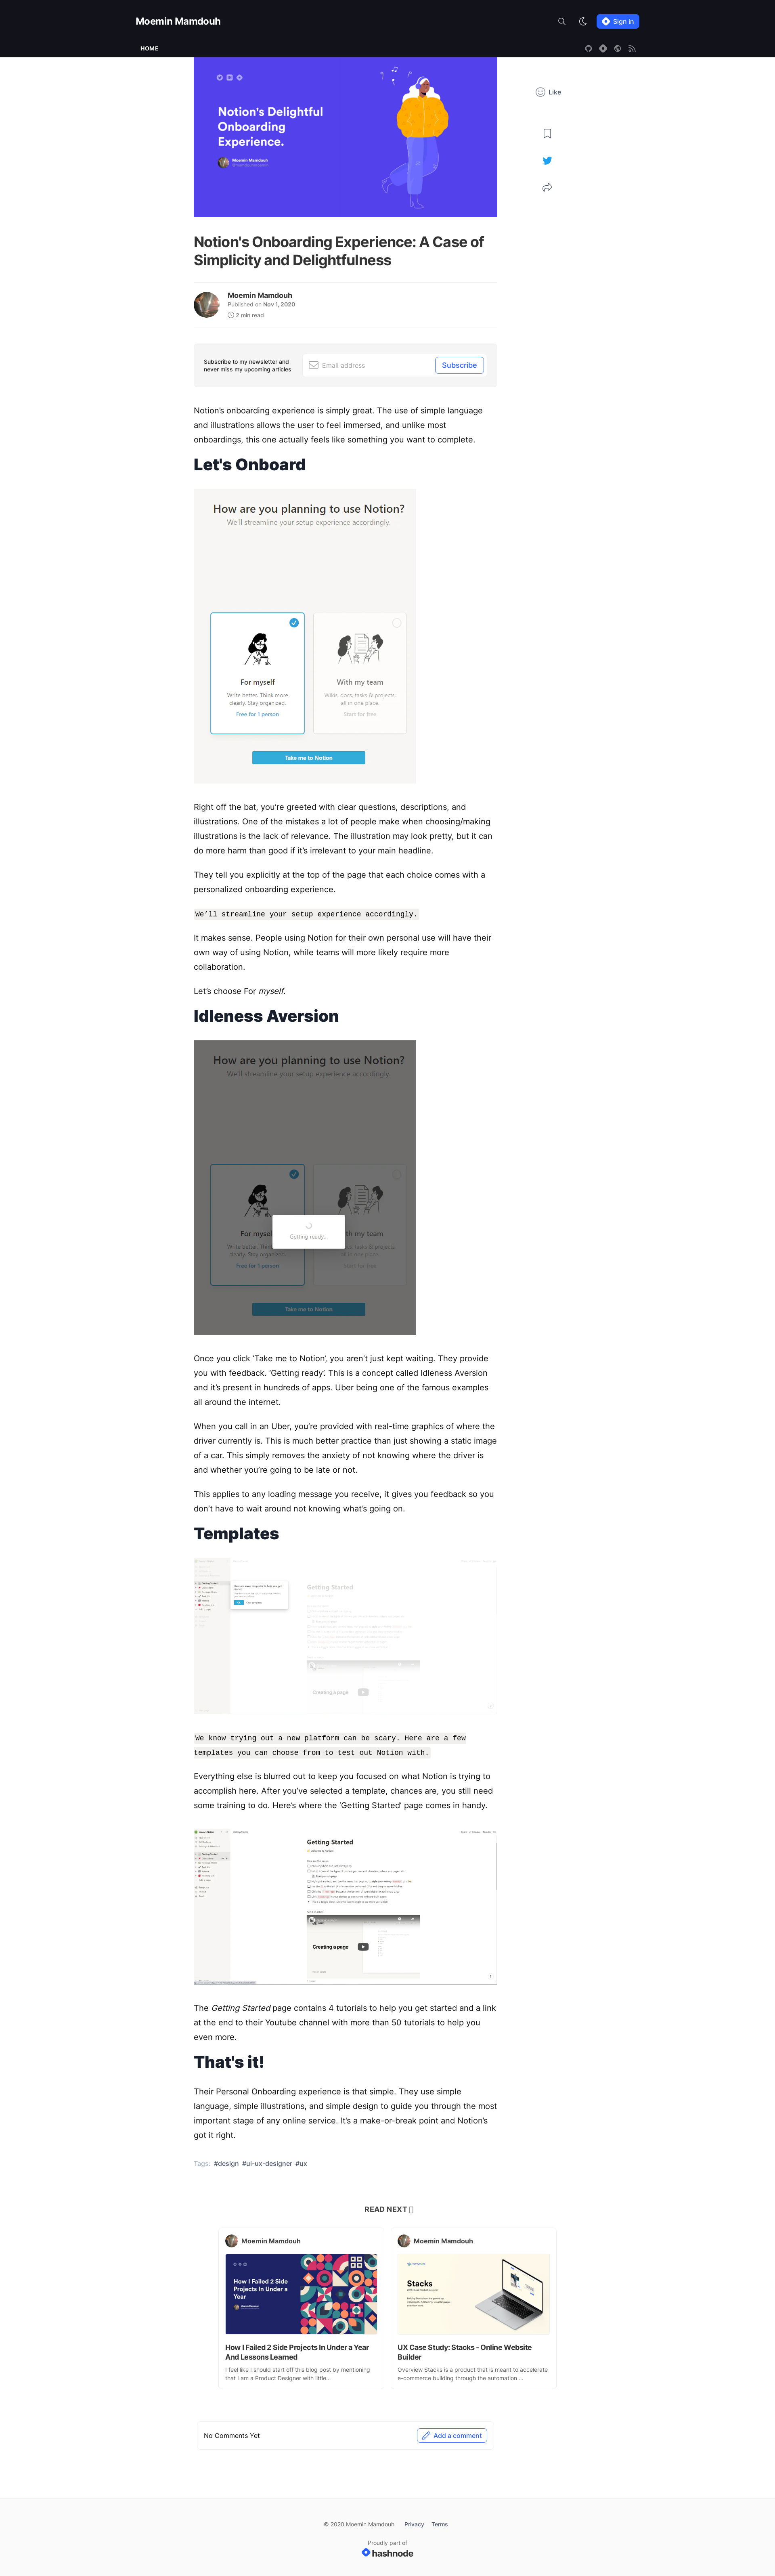 Moemin Mamdouh
Sign in
HOME
Notion's Delightful
Onboarding
Experience.
Moemin Mamdouh
Like
Notion's Onboarding Experience: A Case of
Simplicity and Delightfulness
Moemin Mamdouh
Published on Nov 1, 2020
2 min read
Subscribe to my newsletter and
never miss my upcoming articles
Email address
Subscribe
Notion’s onboarding experience is simply great. The use of simple language
and illustrations allows the user to feel immersed, and unlike most
onboardings, this one actually feels like something you want to complete.
Let's Onboard
How are you planning to use Notion?
We'll streamline your setup experience accordingly.
For myself
Write better. Think more
clearly. Stay organized.
Free for 1 person
With my team
Wikis, docs, tasks & projects,
all in one place.
Start for free
Take me to Notion
Right off the bat, you’re greeted with clear questions, descriptions, and
illustrations. One of the mistakes a lot of people make when choosing/making
illustrations is the lack of relevance. The illustration may look pretty, but it can
do more harm than good if it’s irrelevant to your main headline.
They tell you explicitly at the top of the page that each choice comes with a
personalized onboarding experience.
We’ll streamline your setup experience accordingly.
It makes sense. People using Notion for their own personal use will have their
own way of using Notion, while teams will more likely require more
collaboration.
Let’s choose For myself.
Idleness Aversion
How are you planning to use Notion?
We'll streamline your setup experience accordingly.
For myself
Write better. Think more
clearly. Stay organized.
Free for 1 person
With my team
Wikis, docs, tasks & projects,
all in one place.
Start for free
Getting ready...
Take me to Notion
Once you click ‘Take me to Notion’, you aren’t just kept waiting. They provide
you with feedback. ‘Getting ready’. This is a concept called Idleness Aversion
and it’s present in hundreds of apps. Uber being one of the famous examples
all around the internet.
When you call in an Uber, you’re provided with real-time graphics of where the
driver currently is. This is much better practice than just showing a static image
of a car. This simply removes the anxiety of not knowing where the driver is
and whether you’re going to be late or not.
This applies to any loading message you receive, it gives you feedback so you
don’t have to wait around not knowing what’s going on.
Templates
Getting Started
Creating a page
We know trying out a new platform can be scary. Here are a few
templates you can choose from to test out Notion with.
Everything else is blurred out to keep you focused on what Notion is trying to
accomplish here. After you’ve selected a template, chances are, you still need
some training to do. Here’s where the ‘Getting Started’ page comes in handy.
Getting Started
Creating a page
The Getting Started page contains 4 tutorials to help you get started and a link
at the end to their Youtube channel with more than 50 tutorials to help you
even more.
That's it!
Their Personal Onboarding experience is that simple. They use simple
language, simple illustrations, and simple design to guide you through the most
important stage of any online service. It’s a make-or-break point and Notion’s
got it right.
Tags: #design #ui-ux-designer #ux
READ NEXT
Moemin Mamdouh
How I Failed 2 Side
Projects In Under a
Year
How I Failed 2 Side Projects In Under a Year
And Lessons Learned
I feel like I should start off this blog post by mentioning
that I am a Product Designer with little...
Moemin Mamdouh
Stacks
UX Case Study: Stacks - Online Website
Builder
Overview Stacks is a product that is meant to accelerate
e-commerce building through the automation ...
No Comments Yet
Add a comment
© 2020 Moemin Mamdouh Privacy Terms
Proudly part of
hashnode